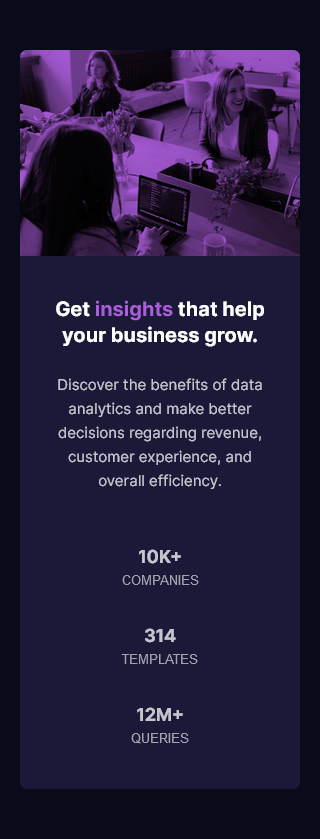 Get insights that help
your business grow.
Discover the benefits of data
analytics and make better
decisions regarding revenue,
customer experience, and
overall efficiency.
10K+
COMPANIES
314
TEMPLATES
12M+
QUERIES